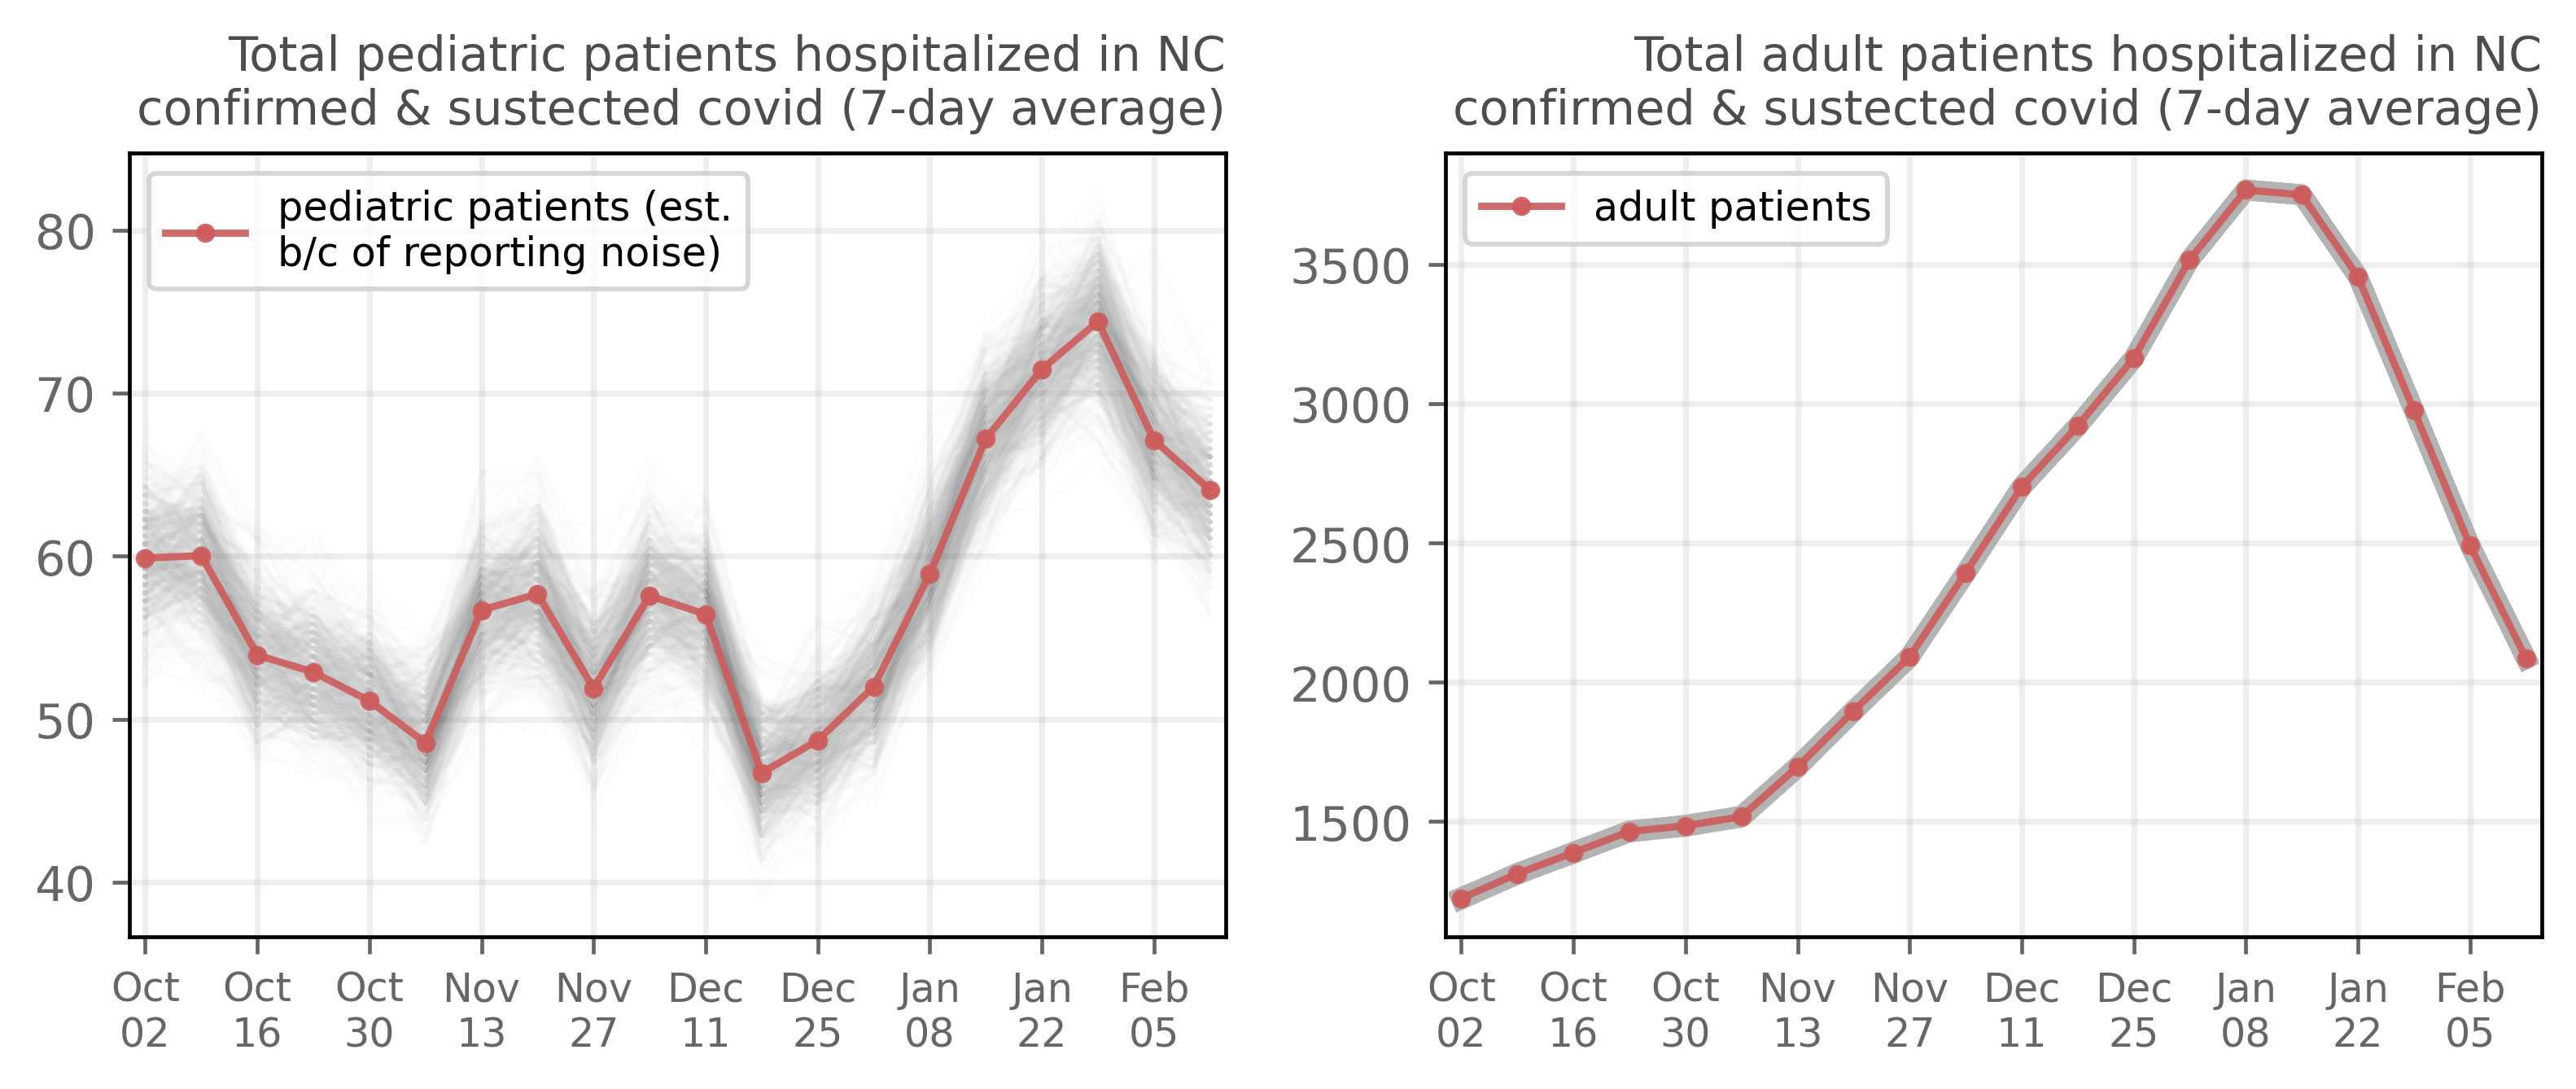 Total pediatric patients hospitalized in NC
confirmed & sustected covid (7-day average)
pediatric patients (est.
b/c of reporting noise)
80
70
60
50
40
Oct Oct Oct Nov Nov Dec Dec Jan Jan Feb
02 16 30 13 27 11 25 08 22 05
Total adult patients hospitalized in NC
confirmed & sustected covid (7-day average)
adult patients
3500
3000
2500
2000
1500
Oct Oct Oct Nov Nov Dec Dec Jan Jan Feb
02 16 30 13 27 11 25 08 22 05